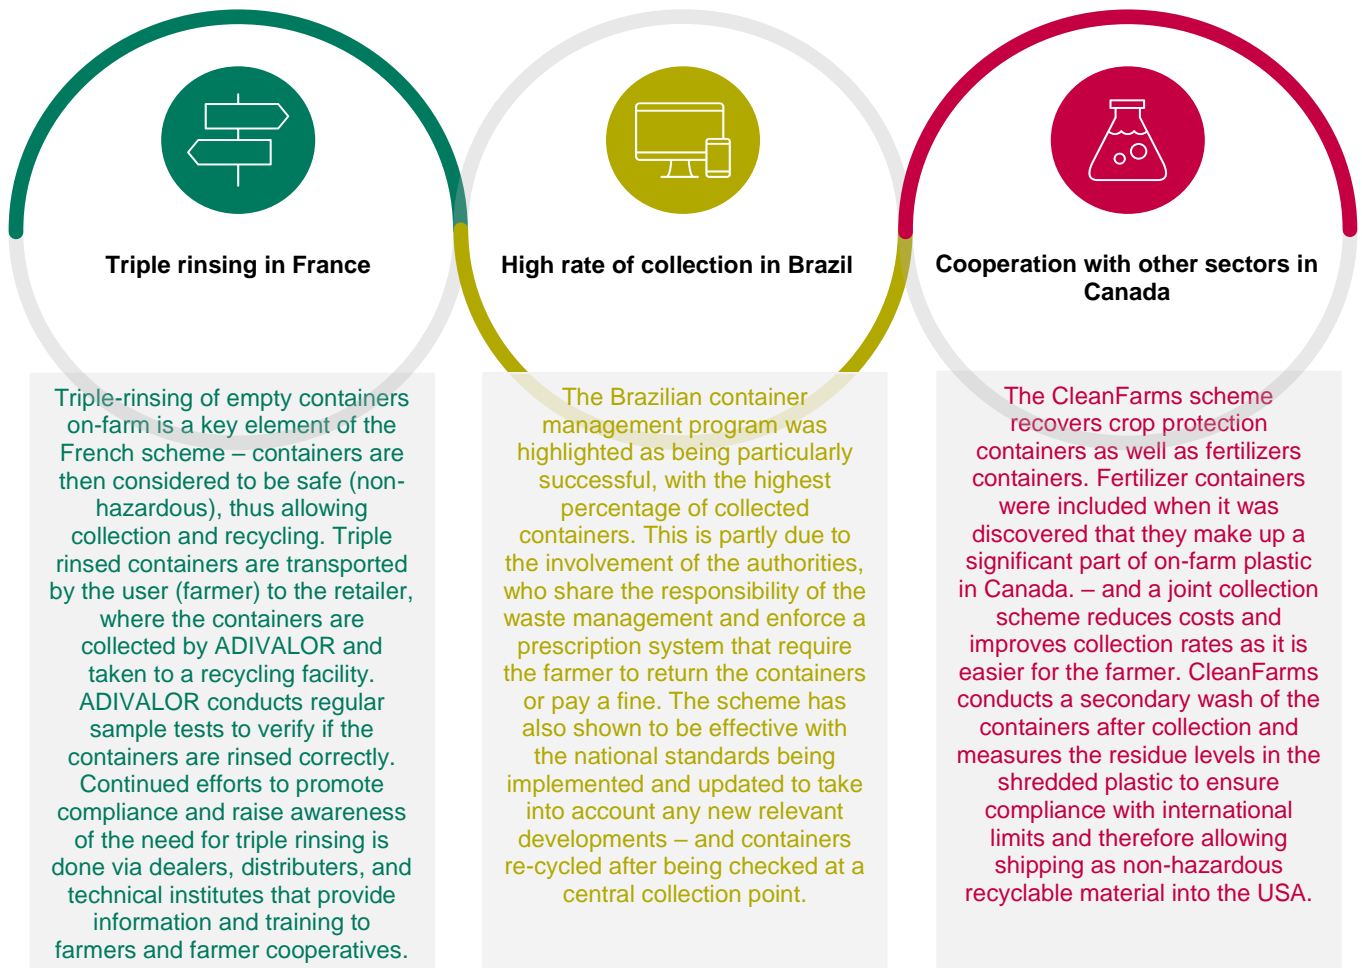 Triple rinsing in France
Triple-rinsing of empty containers
on-farm is a key element of the
French scheme – containers are
then considered to be safe (non-
hazardous), thus allowing
collection and recycling. Triple
rinsed containers are transported
by the user (farmer) to the retailer,
where the containers are
collected by ADIVALOR and
taken to a recycling facility.
ADIVALOR conducts regular
sample tests to verify if the
containers are rinsed correctly.
Continued efforts to promote
compliance and raise awareness
of the need for triple rinsing is
done via dealers, distributers, and
technical institutes that provide
information and training to
farmers and farmer cooperatives.
High rate of collection in Brazil
The Brazilian container
management program was
highlighted as being particularly
successful, with the highest
percentage of collected
containers. This is partly due to
the involvement of the authorities,
who share the responsibility of the
waste management and enforce a
prescription system that require
the farmer to return the containers
or pay a fine. The scheme has
also shown to be effective with
the national standards being
implemented and updated to take
into account any new relevant
developments – and containers
re-cycled after being checked at a
central collection point.
Cooperation with other sectors in
Canada
The CleanFarms scheme
recovers crop protection
containers as well as fertilizers
containers. Fertilizer containers
were included when it was
discovered that they make up a
significant part of on-farm plastic
in Canada. – and a joint collection
scheme reduces costs and
improves collection rates as it is
easier for the farmer. CleanFarms
conducts a secondary wash of the
containers after collection and
measures the residue levels in the
shredded plastic to ensure
compliance with international
limits and therefore allowing
shipping as non-hazardous
recyclable material into the USA.